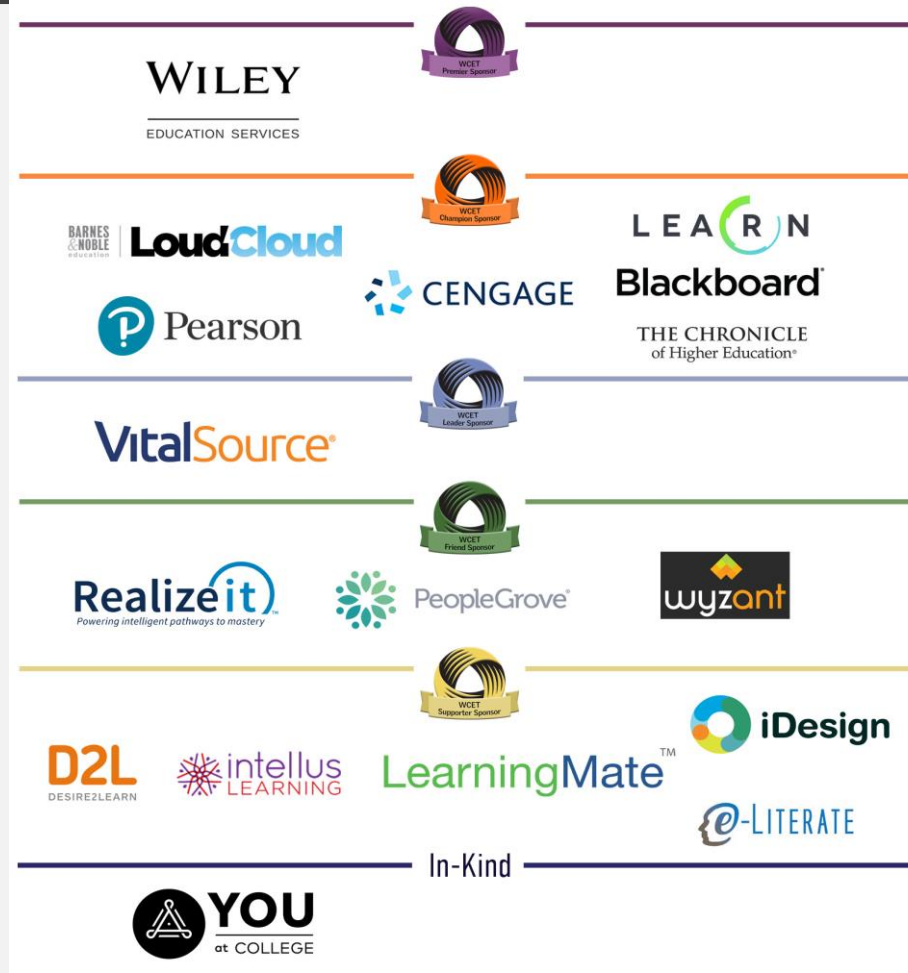 WCET
Premier Sponsor
WILEY
EDUCATION SERVICES
WCET
Champion Sponsor
BARNES
&NOBLE
education
LoudCloud
CENGAGE
LEARN
Blackboard
Pearson
THE CHRONICLE
of Higher Education®
WCET
Leader Sponsor
VitalSource®
WCET
Friend Sponsor
Realizeit™
Powering intelligent pathways to mastery
PeopleGrove®
wyzant
WCET
Supporter Sponsor
D2L
DESIRE2LEARN
intellus
LEARNING
LearningMate™
iDesign
e-LITERATE
In-Kind
YOU
at COLLEGE